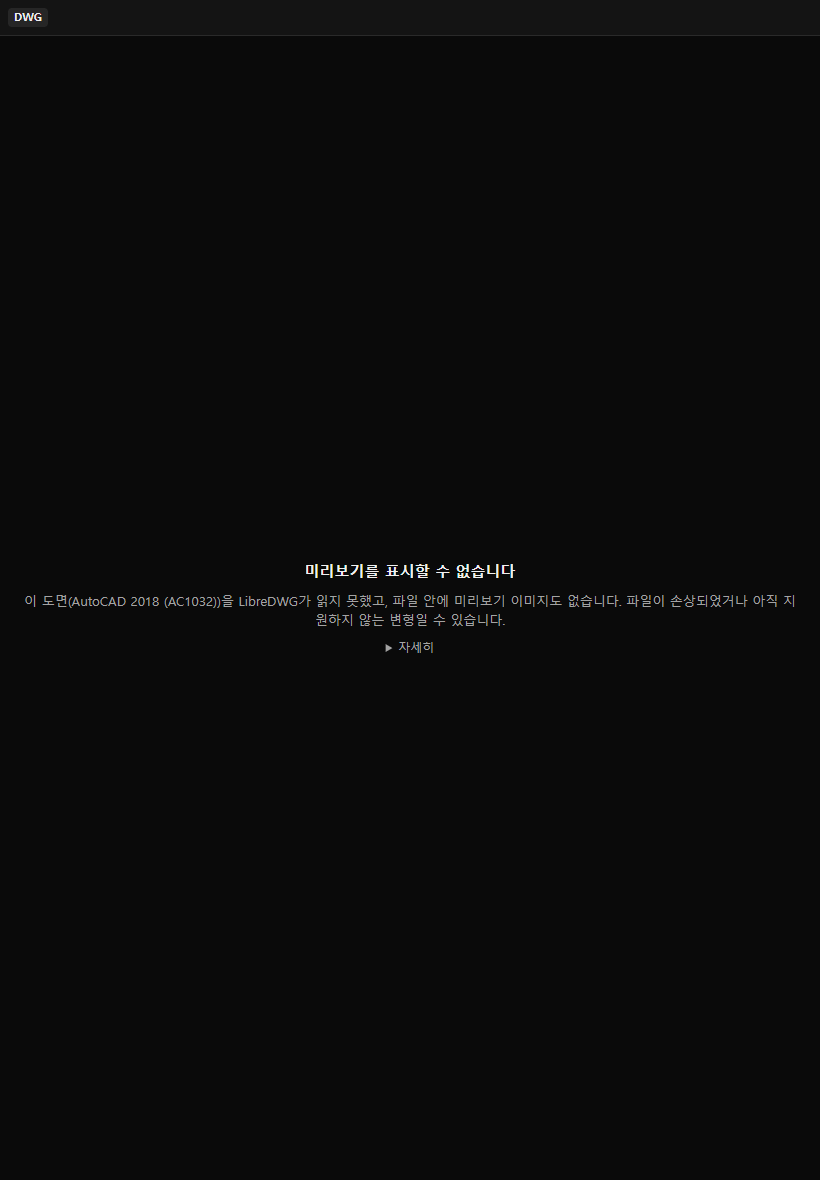 DWG
미리보기를 표시할 수 없습니다
이 도면(AutoCAD 2018 (AC1032))을 LibreDWG가 읽지 못했고, 파일 안에 미리보기 이미지도 없습니다. 파일이 손상되었거나 아직 지
원하지 않는 변형일 수 있습니다.
▶ 자세히